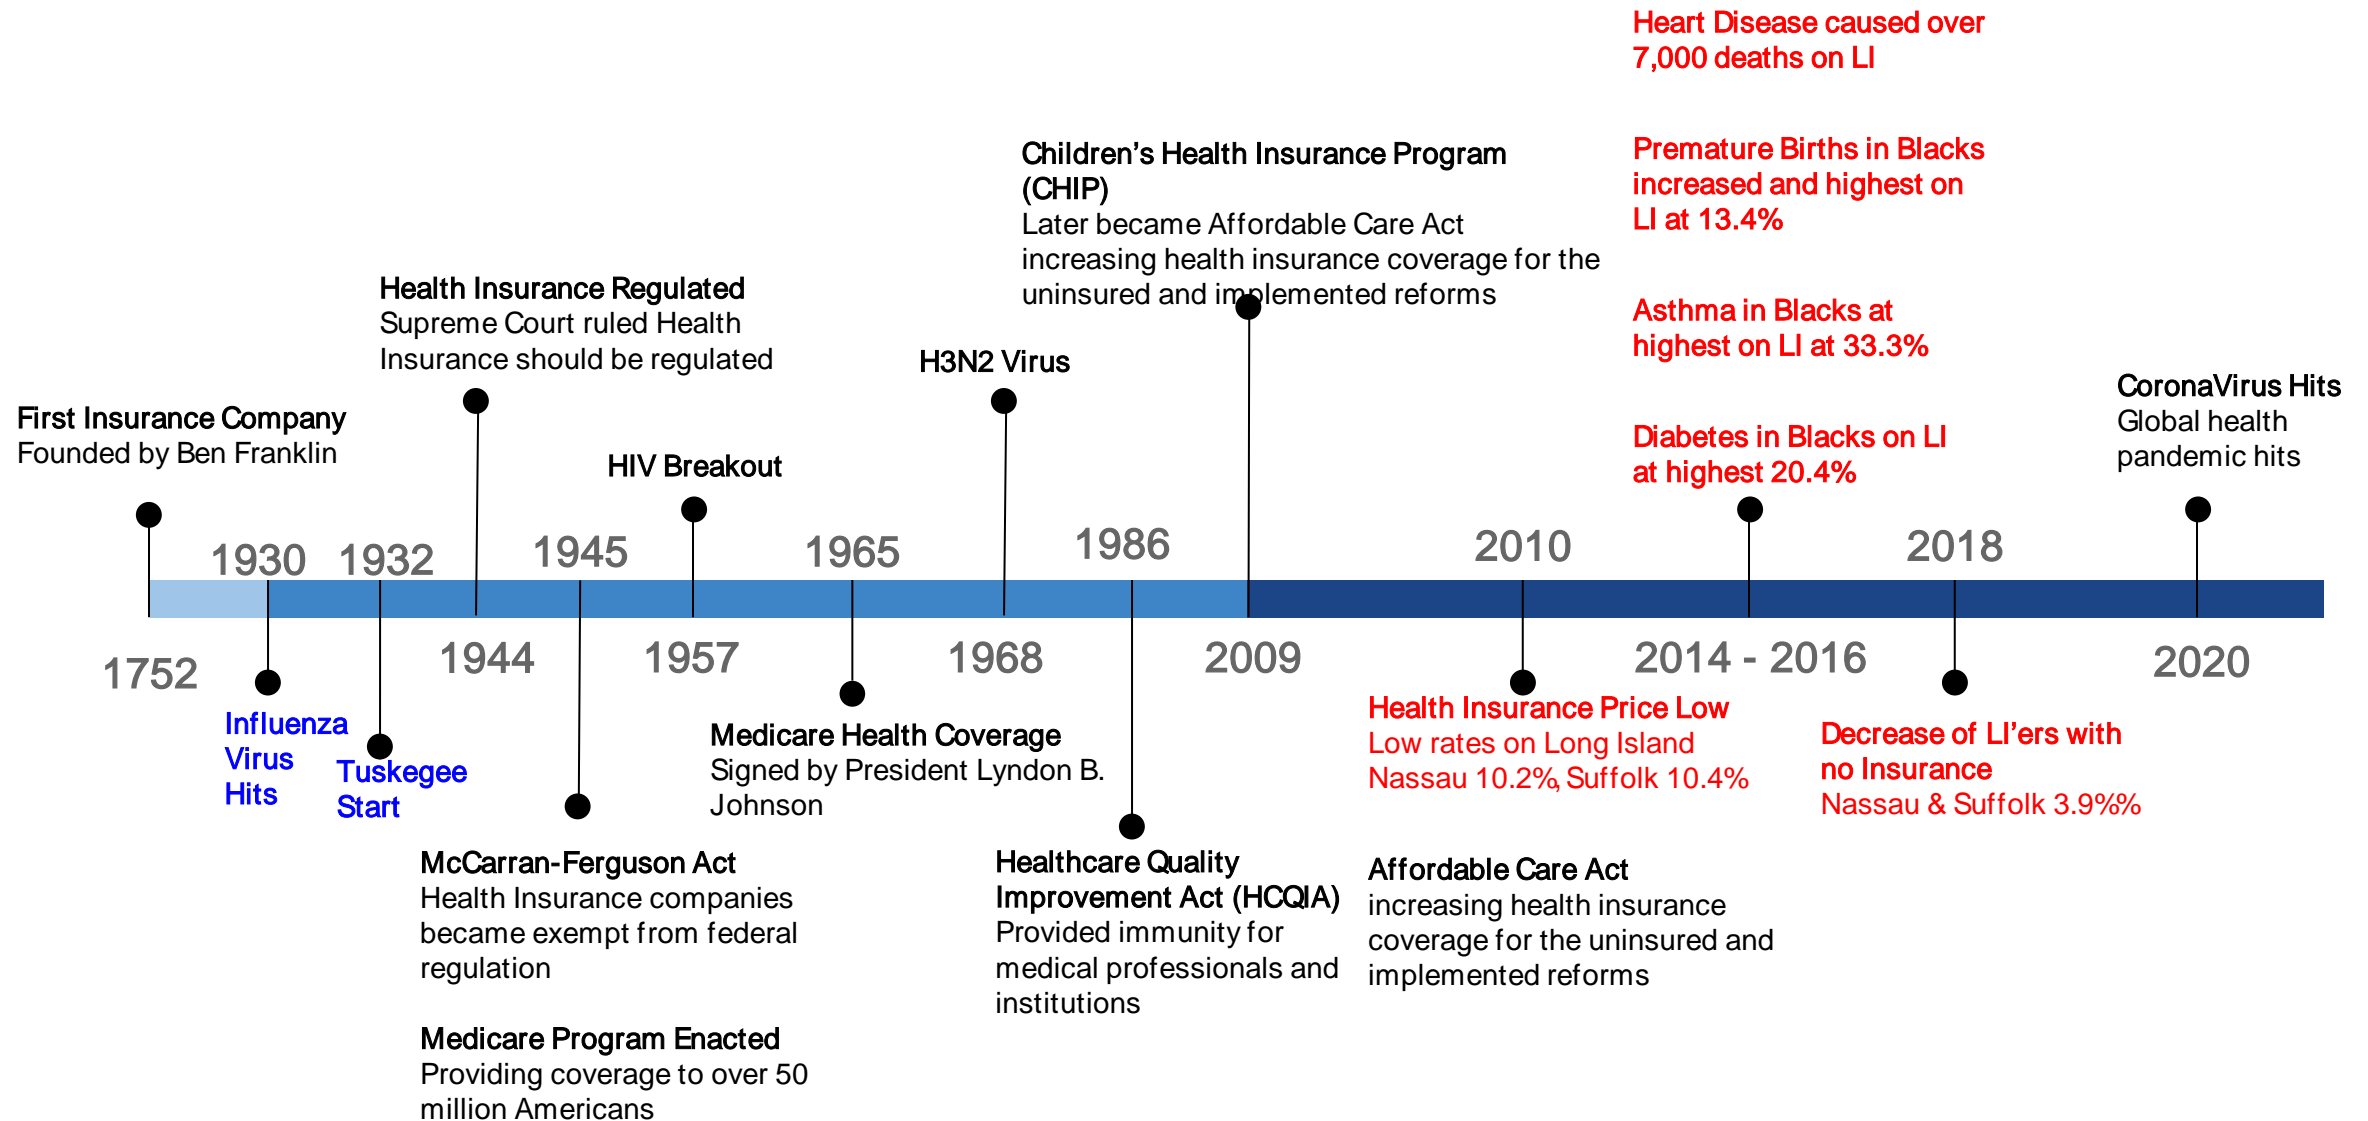 Heart Disease caused over
7,000 deaths on LI
Premature Births in Blacks
increased and highest on
LI at 13.4%
Asthma in Blacks at
highest on LI at 33.3%
Diabetes in Blacks on LI
at highest 20.4%
Children's Health Insurance Program
(CHIP)
Later became Affordable Care Act
increasing health insurance coverage for the
uninsured and implemented reforms
Health Insurance Regulated
Supreme Court ruled Health
Insurance should be regulated
H3N2 Virus
CoronaVirus Hits
Global health
pandemic hits
First Insurance Company
Founded by Ben Franklin
HIV Breakout
1930
1932
1945
1965
1986
2010
2018
1752
1944
1957
1968
2009
2014 - 2016
2020
Influenza
Virus
Hits
Tuskegee
Start
McCarran-Ferguson Act
Health Insurance companies
became exempt from federal
regulation
Medicare Program Enacted
Providing coverage to over 50
million Americans
Medicare Health Coverage
Signed by President Lyndon B.
Johnson
Healthcare Quality
Improvement Act (HCQIA)
Provided immunity for
medical professionals and
institutions
Health Insurance Price Low
Low rates on Long Island
Nassau 10.2%, Suffolk 10.4%
Affordable Care Act
increasing health insurance
coverage for the uninsured and
implemented reforms
Decrease of LI'ers with
no Insurance
Nassau & Suffolk 3.9%%